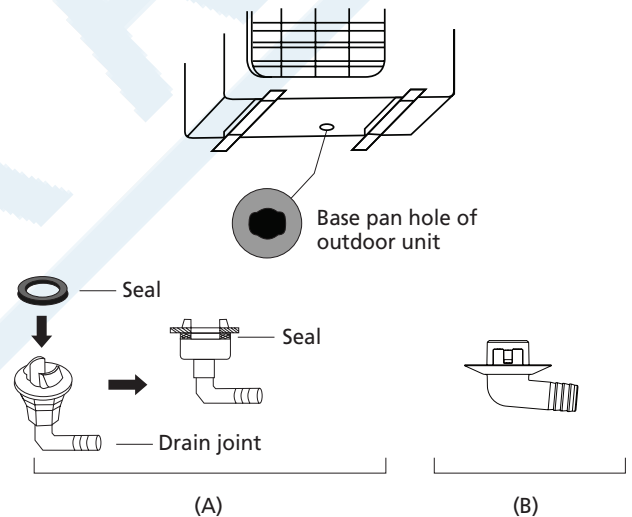 Base pan hole of
outdoor unit
Seal
Seal
Drain joint
(A)
(B)